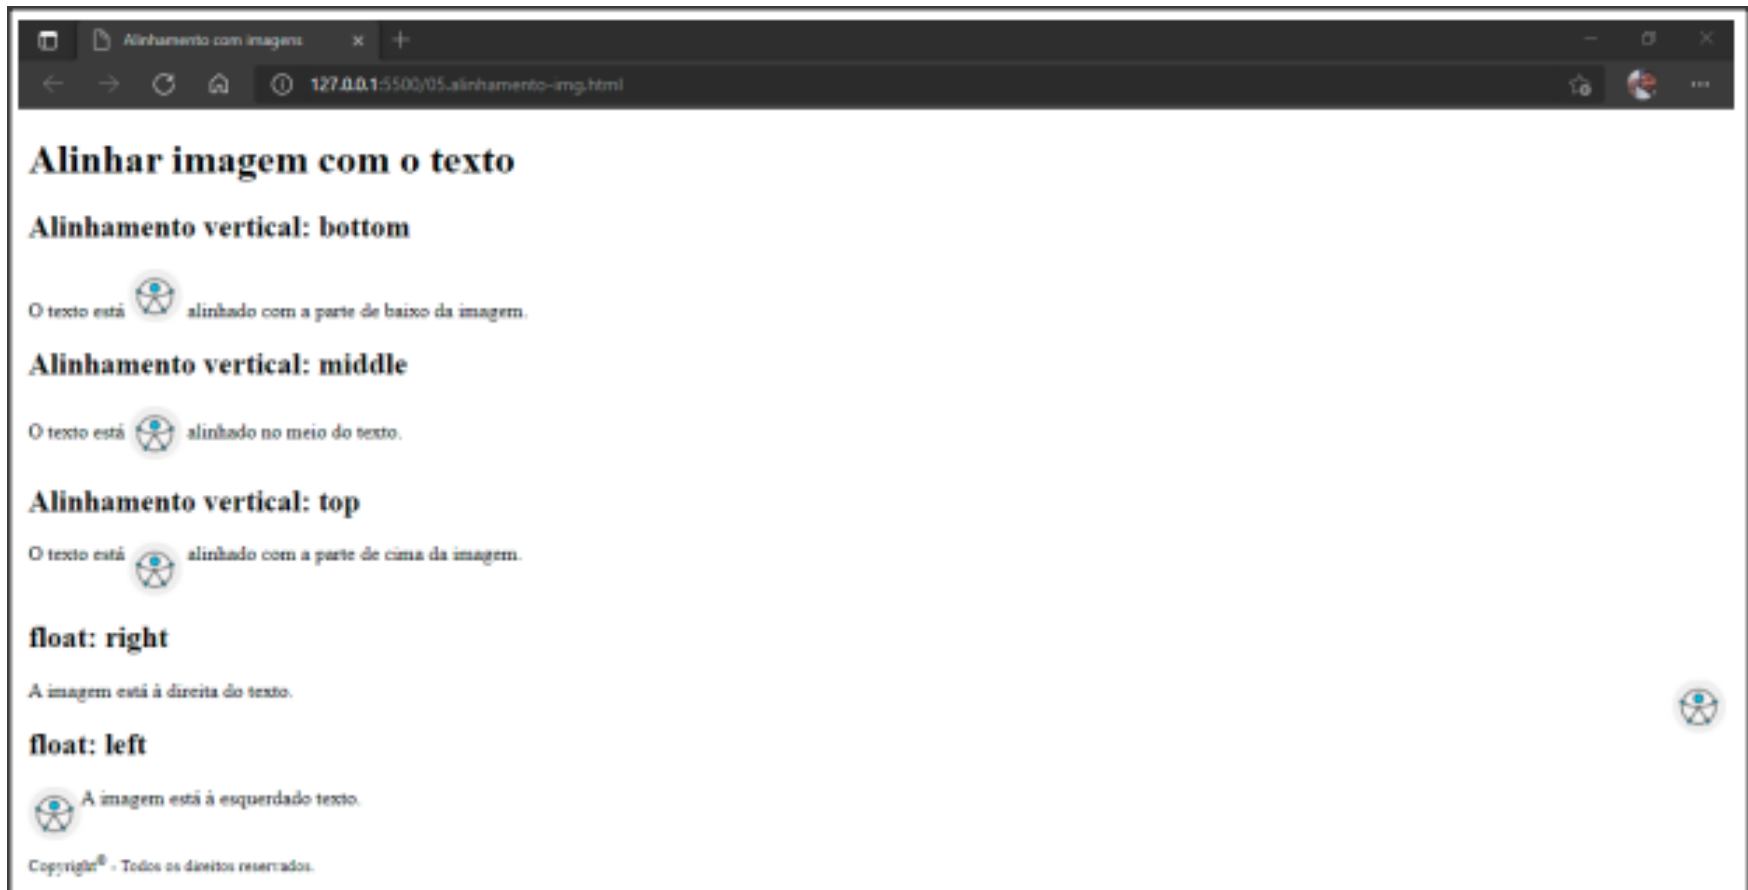 Alinhamento com imagens
127.0.0.1:5500/05.alinhamento-img.html
Alinhar imagem com o texto
Alinhamento vertical: bottom
O texto está alinhado com a parte de baixo da imagem.
Alinhamento vertical: middle
O texto está alinhado no meio do texto.
Alinhamento vertical: top
O texto está alinhado com a parte de cima da imagem.
float: right
A imagem está à direita do texto.
float: left
A imagem está à esquerdado texto.
Copyright® - Todos os direitos reservados.